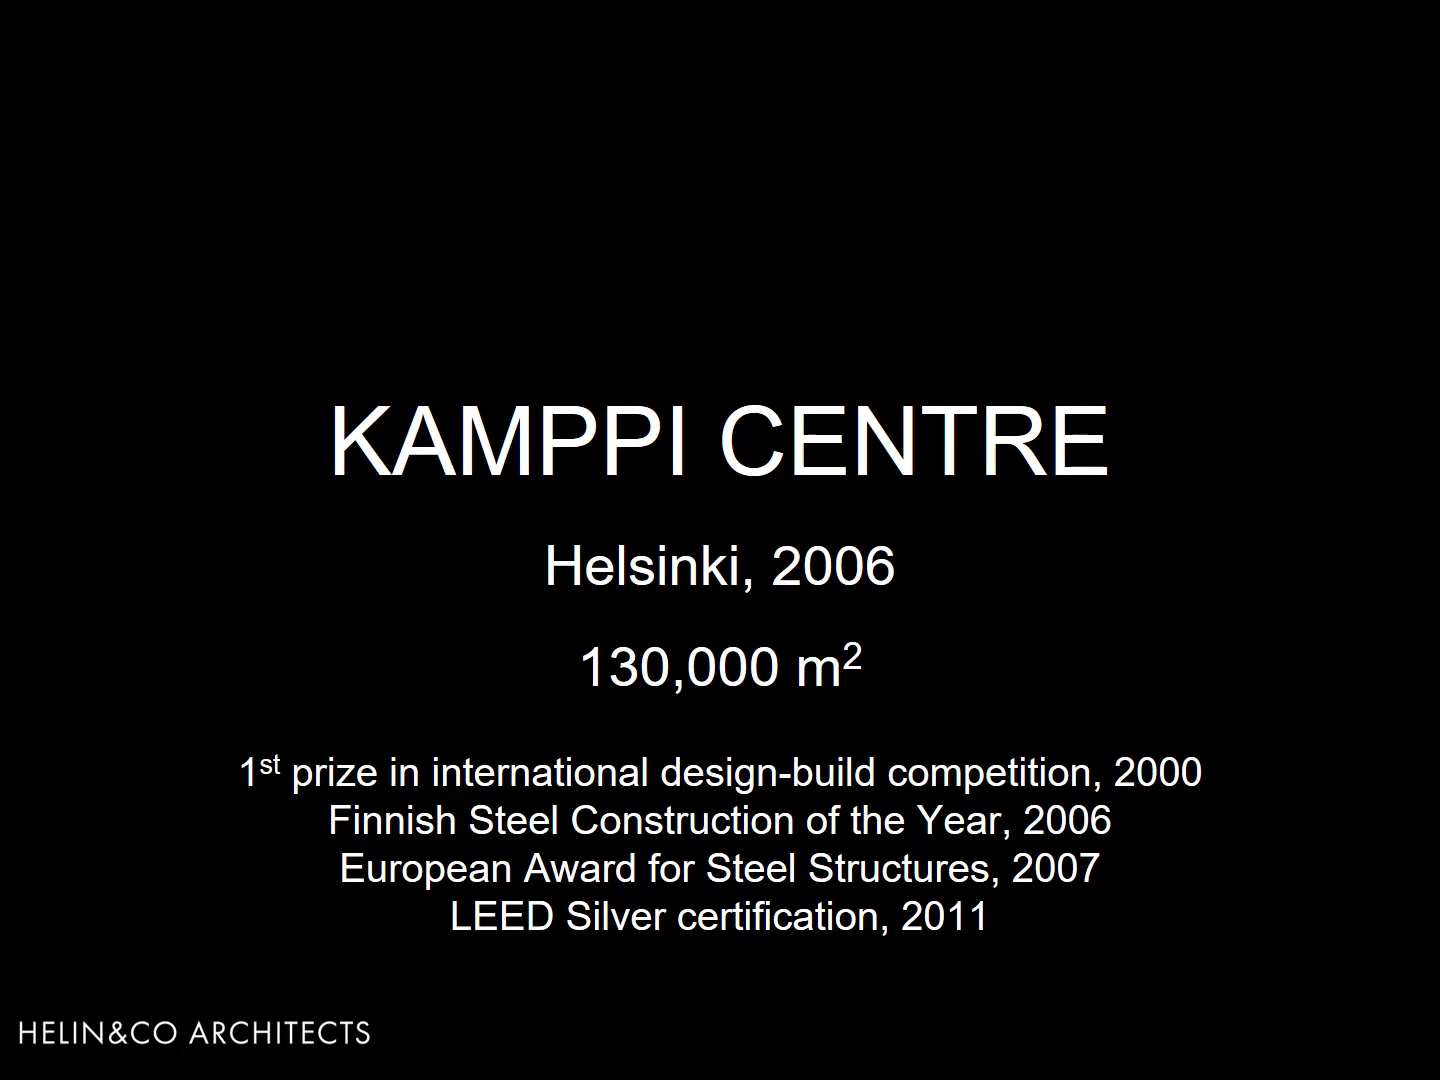 KAMPPI CENTRE
Helsinki, 2006
130,000 m²
1st prize in international design-build competition, 2000
Finnish Steel Construction of the Year, 2006
European Award for Steel Structures, 2007
LEED Silver certification, 2011
HELIN&CO ARCHITECTS